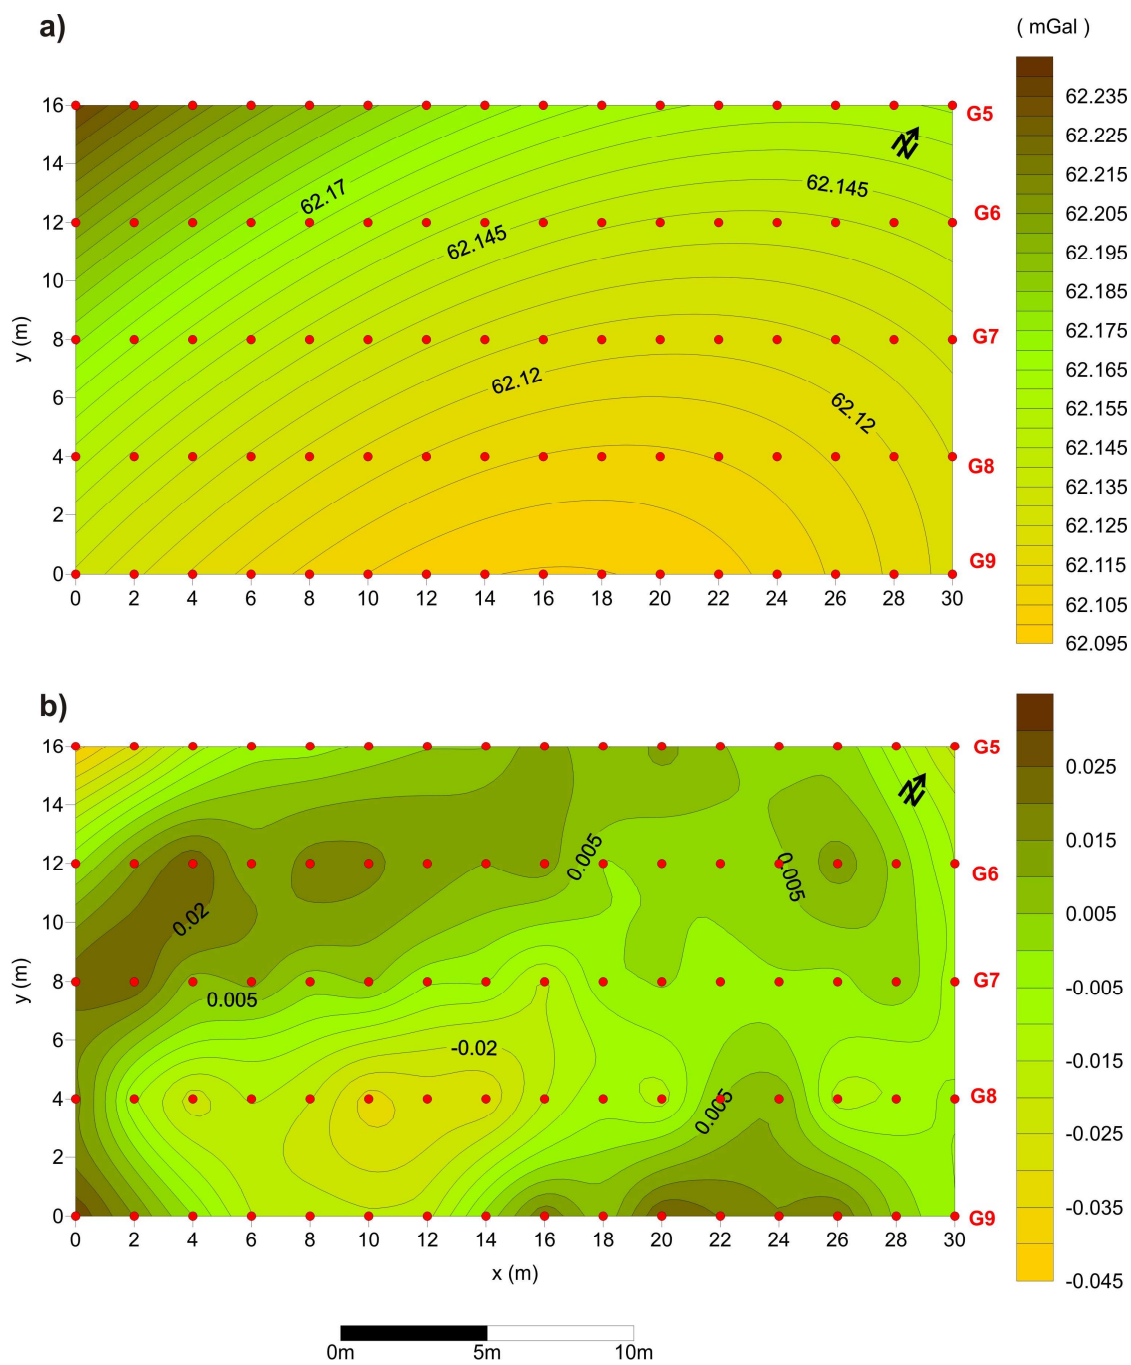 a)
( mGal )
16
14
12
10
8
6
4
2
0
y (m)
0 2 4 6 8 10 12 14 16 18 20 22 24 26 28 30
62.17
62.145
62.145
62.12
62.12
N
G5
G6
G7
G8
G9
62.235
62.225
62.215
62.205
62.195
62.185
62.175
62.165
62.155
62.145
62.135
62.125
62.115
62.105
62.095
b)
16
14
12
10
8
6
4
2
0
y (m)
0 2 4 6 8 10 12 14 16 18 20 22 24 26 28 30
x (m)
0.005
0.005
0.02
0.005
-0.02
0.005
N
G5
G6
G7
G8
G9
0.025
0.015
0.005
-0.005
-0.015
-0.025
-0.035
-0.045
0m 5m 10m